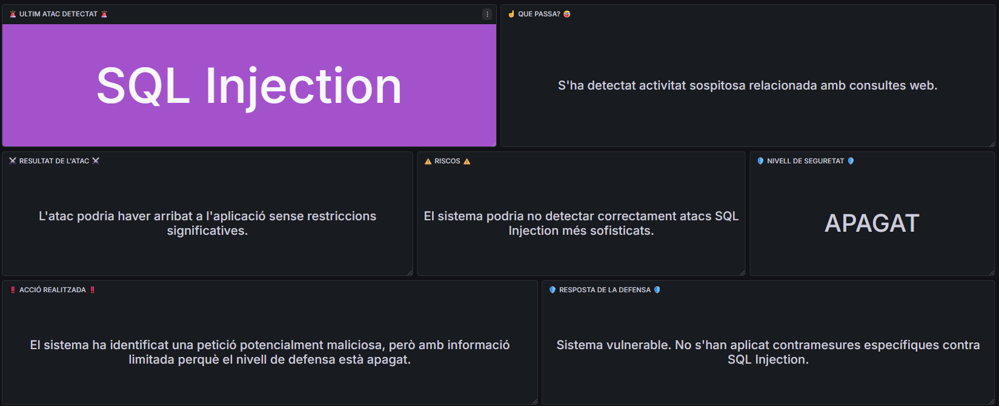 🚨 ULTIM ATAC DETECTAT 🚨
SQL Injection
☝️ QUE PASSA? 🍭
S'ha detectat activitat sospitosa relacionada amb consultes web.
⚔️ RESULTAT DE L'ATAC ⚔️
L'atac podria haver arribat a l'aplicació sense restriccions
significatives.
⚠️ RISCOS ⚠️
El sistema podria no detectar correctament atacs SQL
Injection més sofisticats.
🛡️ NIVELL DE SEGURETAT 🛡️
APAGAT
‼️ ACCIÓ REALITZADA ‼️
El sistema ha identificat una petició potencialment maliciosa, però amb informació
limitada perquè el nivell de defensa està apagat.
🛡️ RESPOSTA DE LA DEFENSA 🛡️
Sistema vulnerable. No s'han aplicat contramesures específiques contra
SQL Injection.